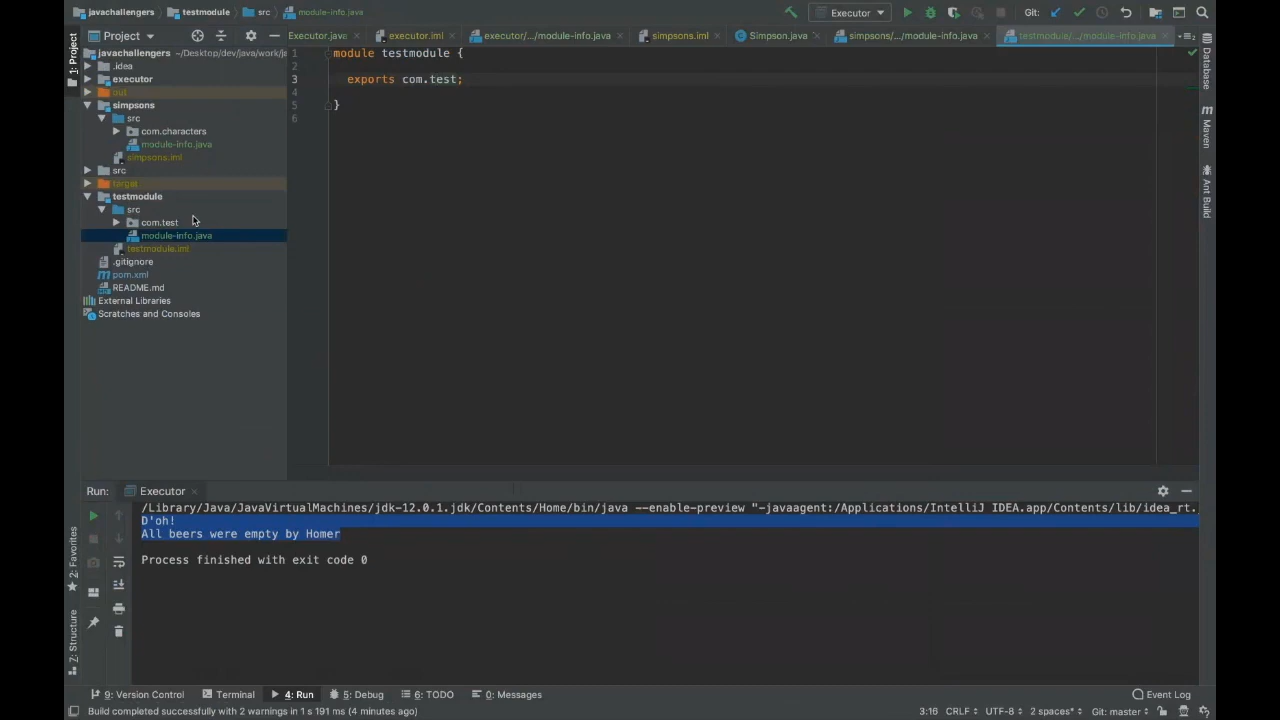 javachallengers testmodule src module-info.java Executor Git:
Project Executor.java executor.iml executor/.../module-info.java simpsons.iml Simpson.java simpsons/.../module-info.java testmodule/.../module-info.java
1: Project
javachallengers ~/Desktop/dev/java/work/ja
.idea
executor
out
simpsons
src
com.characters
module-info.java
simpsons.iml
src
target
testmodule
src
com.test
module-info.java
testmodule.iml
.gitignore
pom.xml
README.md
External Libraries
Scratches and Consoles
1 module testmodule {
2
3 exports com.test;
4
5 }
6
Database
m Maven
Ant Build
Run: Executor
/Library/Java/JavaVirtualMachines/jdk-12.0.1.jdk/Contents/Home/bin/java --enable-preview "-javaagent:/Applications/IntelliJ IDEA.app/Contents/lib/idea_rt.
D'oh!
All beers were empty by Homer
Process finished with exit code 0
2: Favorites
7: Structure
9: Version Control Terminal 4: Run 5: Debug 6: TODO 0: Messages Event Log
Build completed successfully with 2 warnings in 1 s 191 ms (4 minutes ago) 3:16 CRLF UTF-8 2 spaces* Git: master